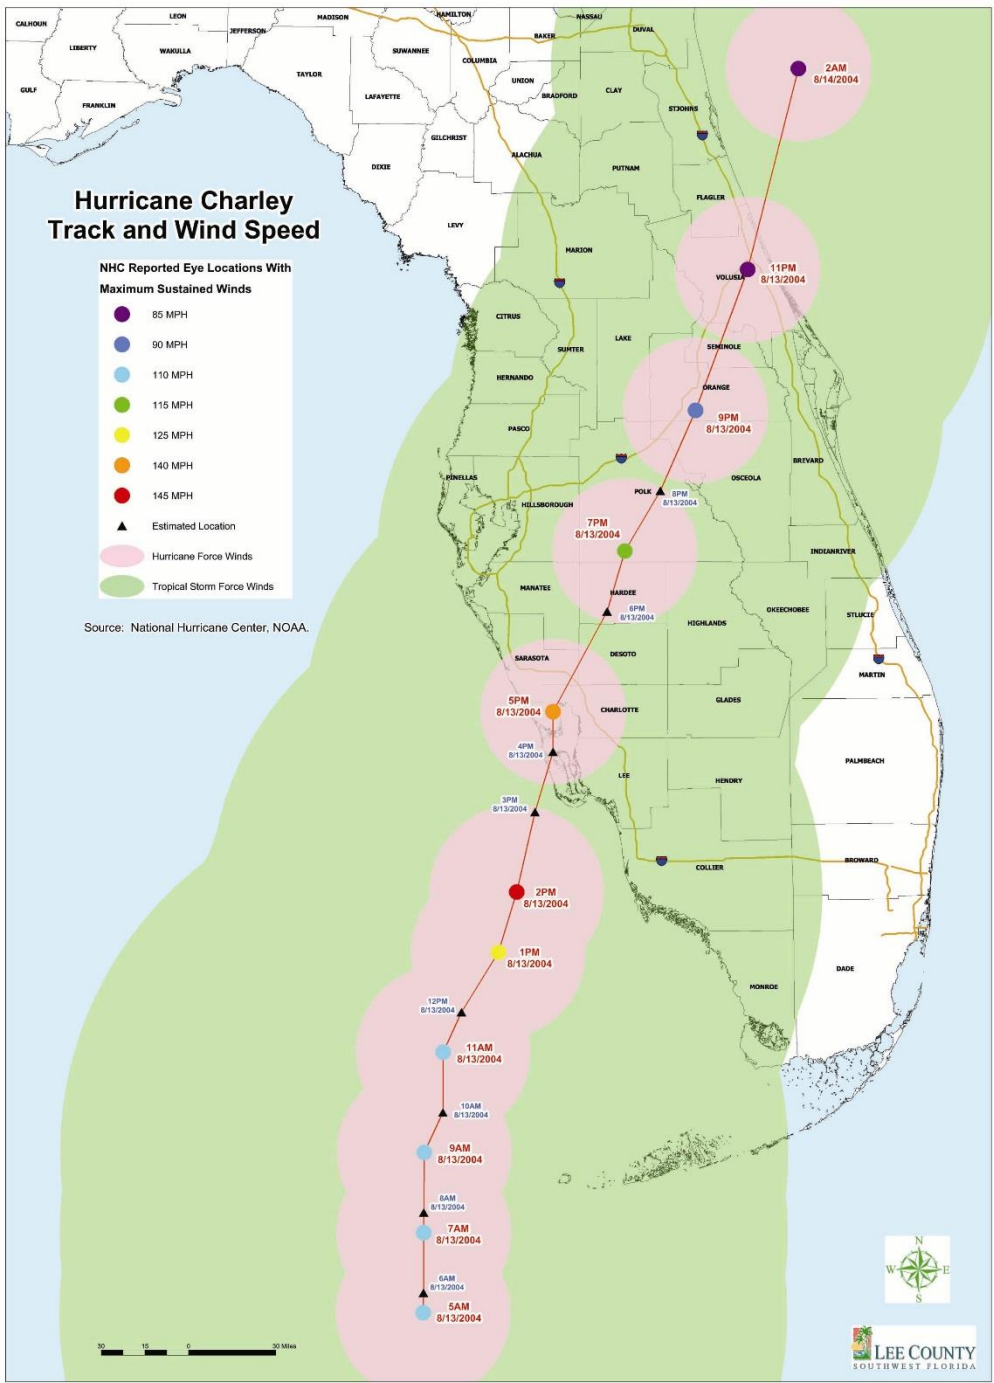 HAMILTON
NASSAU
LEON
MADISON
CALHOUN
JEFFERSON
DUVAL
BAKER
LIBERTY
WAKULLA
SUWANNEE
COLUMBIA
2AM
8/14/2004
TAYLOR
UNION
GULF
CLAY
LAFAYETTE
BRADFORD
FRANKLIN
STJOHNS
GILCHRIST
ALACHUA
DIXIE
PUTNAM
FLAGLER
Hurricane Charley
Track and Wind Speed
LEVY
MARION
NHC Reported Eye Locations With
Maximum Sustained Winds
85 MPH
90 MPH
110 MPH
115 MPH
125 MPH
140 MPH
145 MPH
Estimated Location
Hurricane Force Winds
Tropical Storm Force Winds
Source: National Hurricane Center, NOAA.
11PM
8/13/2004
VOLUSIA
CITRUS
LAKE
SUMTER
SEMINOLE
HERNANDO
ORANGE
9PM
8/13/2004
PASCO
BREVARD
PINELLAS
OSCEOLA
POLK
8PM
8/13/2004
HILLSBOROUGH
7PM
8/13/2004
INDIANRIVER
MANATEE
HARDEE
6PM
8/13/2004
OKEECHOBEE
STLUCIE
HIGHLANDS
SARASOTA
DESOTO
MARTIN
5PM
8/13/2004
CHARLOTTE
GLADES
4PM
8/13/2004
PALMBEACH
LEE
HENDRY
3PM
8/13/2004
BROWARD
COLLIER
2PM
8/13/2004
1PM
8/13/2004
DADE
MONROE
12PM
8/13/2004
11AM
8/13/2004
10AM
8/13/2004
9AM
8/13/2004
8AM
8/13/2004
7AM
8/13/2004
6AM
8/13/2004
5AM
8/13/2004
N
W E
S
30 15 0 30 Miles
LEE COUNTY
SOUTHWEST FLORIDA